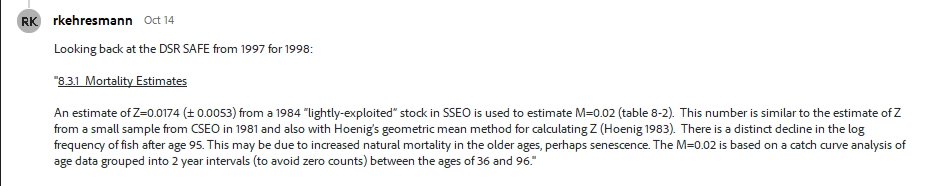 RK rkehresmann Oct 14
Looking back at the DSR SAFE from 1997 for 1998:
"8.3.1 Mortality Estimates
An estimate of Z=0.0174 (± 0.0053) from a 1984 "lightly-exploited" stock in SSEO is used to estimate M=0.02 (table 8-2). This number is similar to the estimate of Z
from a small sample from CSEO in 1981 and also with Hoenig's geometric mean method for calculating Z (Hoenig 1983). There is a distinct decline in the log
frequency of fish after age 95. This may be due to increased natural mortality in the older ages, perhaps senescence. The M=0.02 is based on a catch curve analysis of
age data grouped into 2 year intervals (to avoid zero counts) between the ages of 36 and 96."